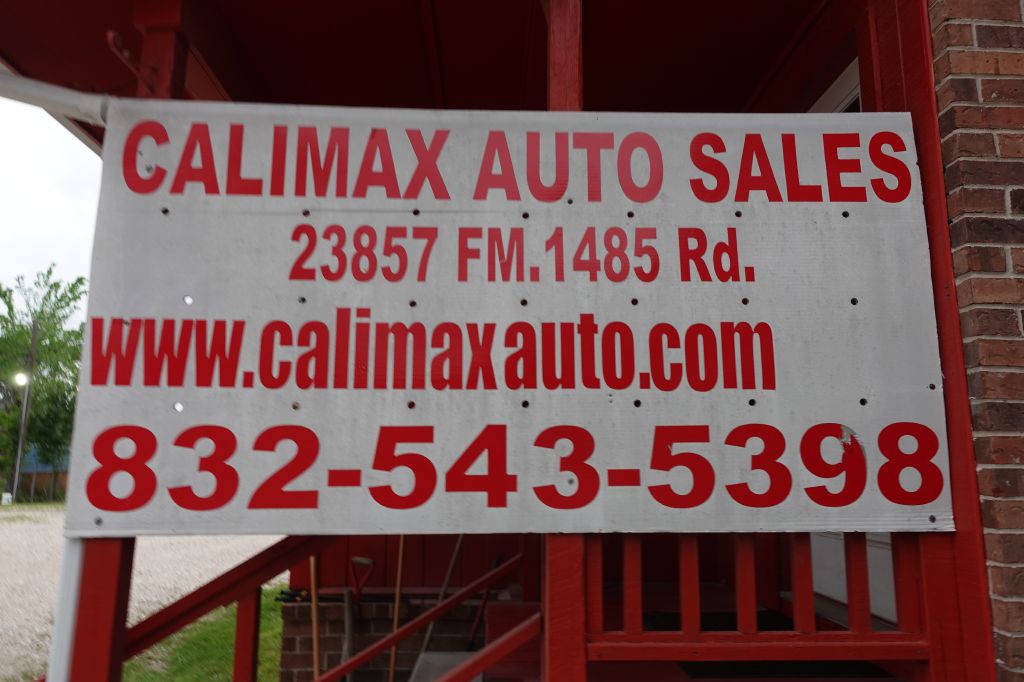 CALIMAX AUTO SALES
23857 FM.1485 Rd.
www.calimaxauto.com
832-543-5398